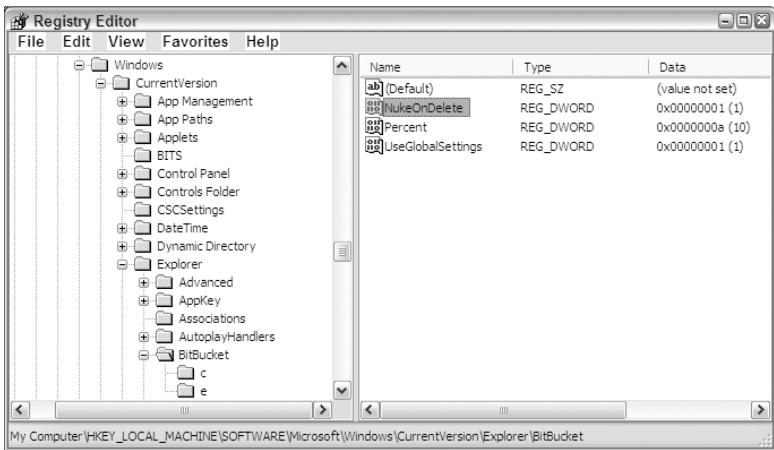 Registry Editor
File Edit View Favorites Help
Windows
CurrentVersion
App Management
App Paths
Applets
BITS
Control Panel
Controls Folder
CSCSettings
DateTime
Dynamic Directory
Explorer
Advanced
AppKey
Associations
AutoplayHandlers
BitBucket
c
e
Name Type Data
(Default) REG_SZ (value not set)
NukeOnDelete REG_DWORD 0x00000001 (1)
Percent REG_DWORD 0x0000000a (10)
UseGlobalSettings REG_DWORD 0x00000001 (1)
My Computer\HKEY_LOCAL_MACHINE\SOFTWARE\Microsoft\Windows\CurrentVersion\Explorer\BitBucket